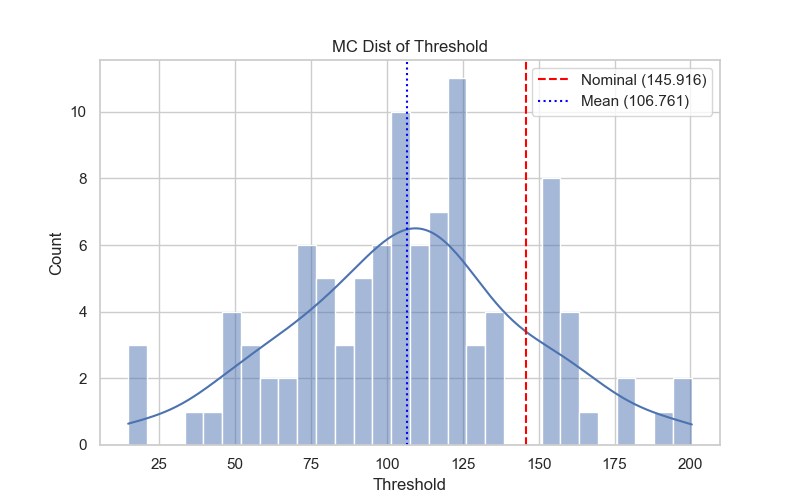 MC Dist of Threshold
Nominal (145.916)
Mean (106.761)
10
8
6
4
2
0
Count
25 50 75 100 125 150 175 200
Threshold